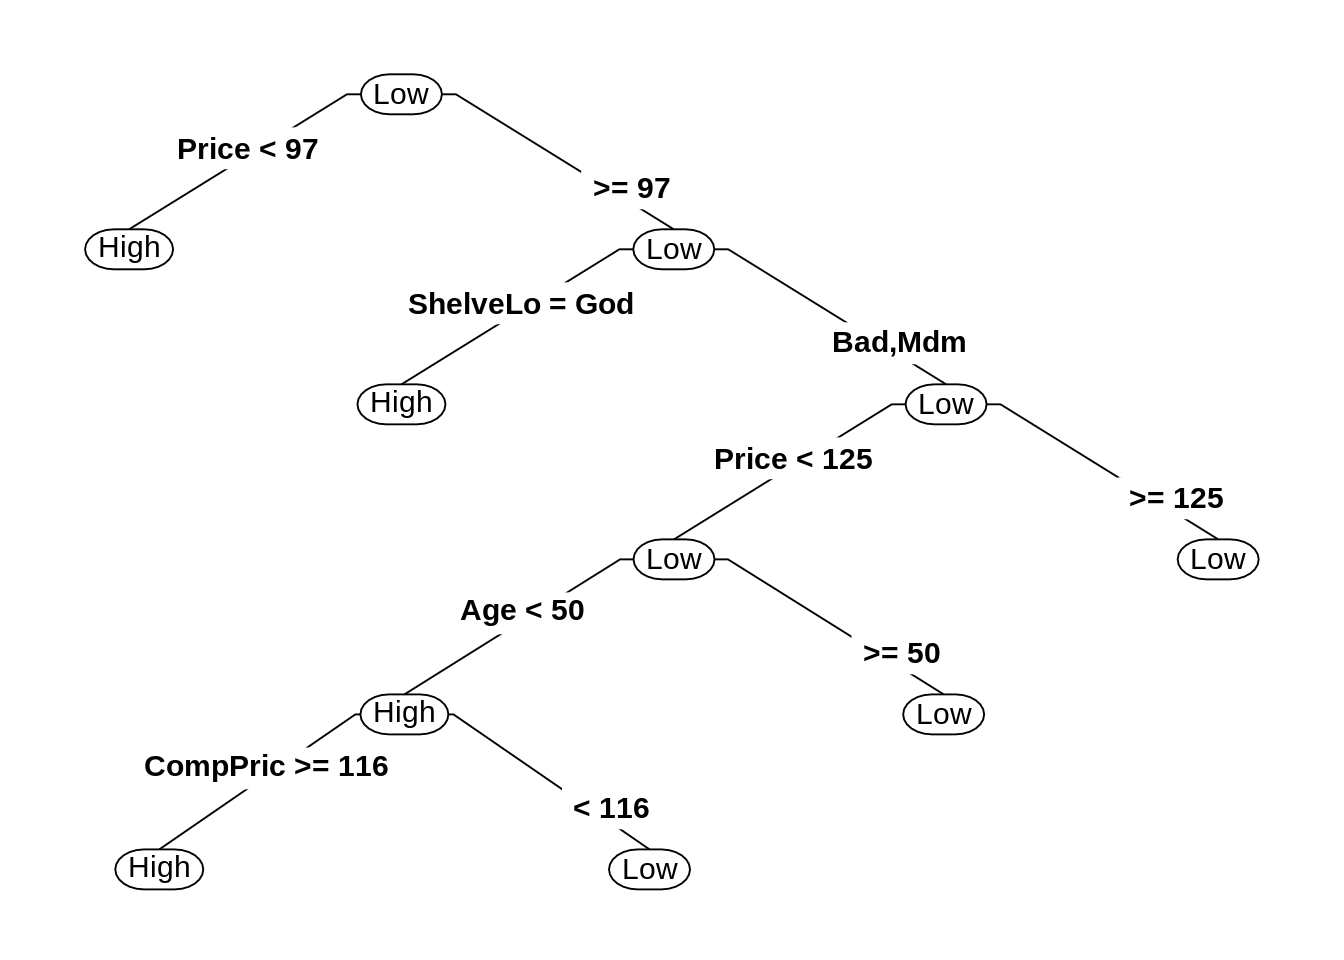 Low
Price < 97
>= 97
High
Low
ShelveLo = God
Bad,Mdm
High
Low
Price < 125
>= 125
Low
Low
Age < 50
>= 50
High
Low
CompPric >= 116
< 116
High
Low